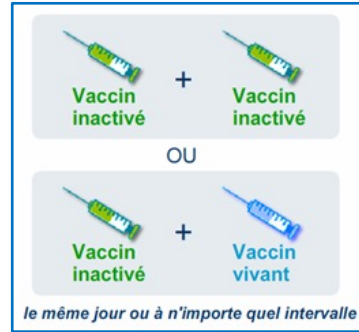 +
Vaccin inactivé Vaccin inactivé
OU
+
Vaccin inactivé Vaccin vivant
le même jour ou à n'importe quel intervalle